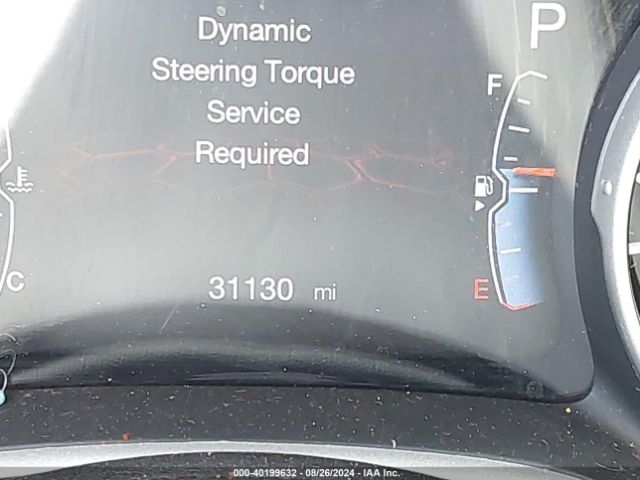 Dynamic
Steering Torque
Service
Required
P
F
E
C
31130 mi
000-40199632 - 08/26/2024 - IAA Inc.